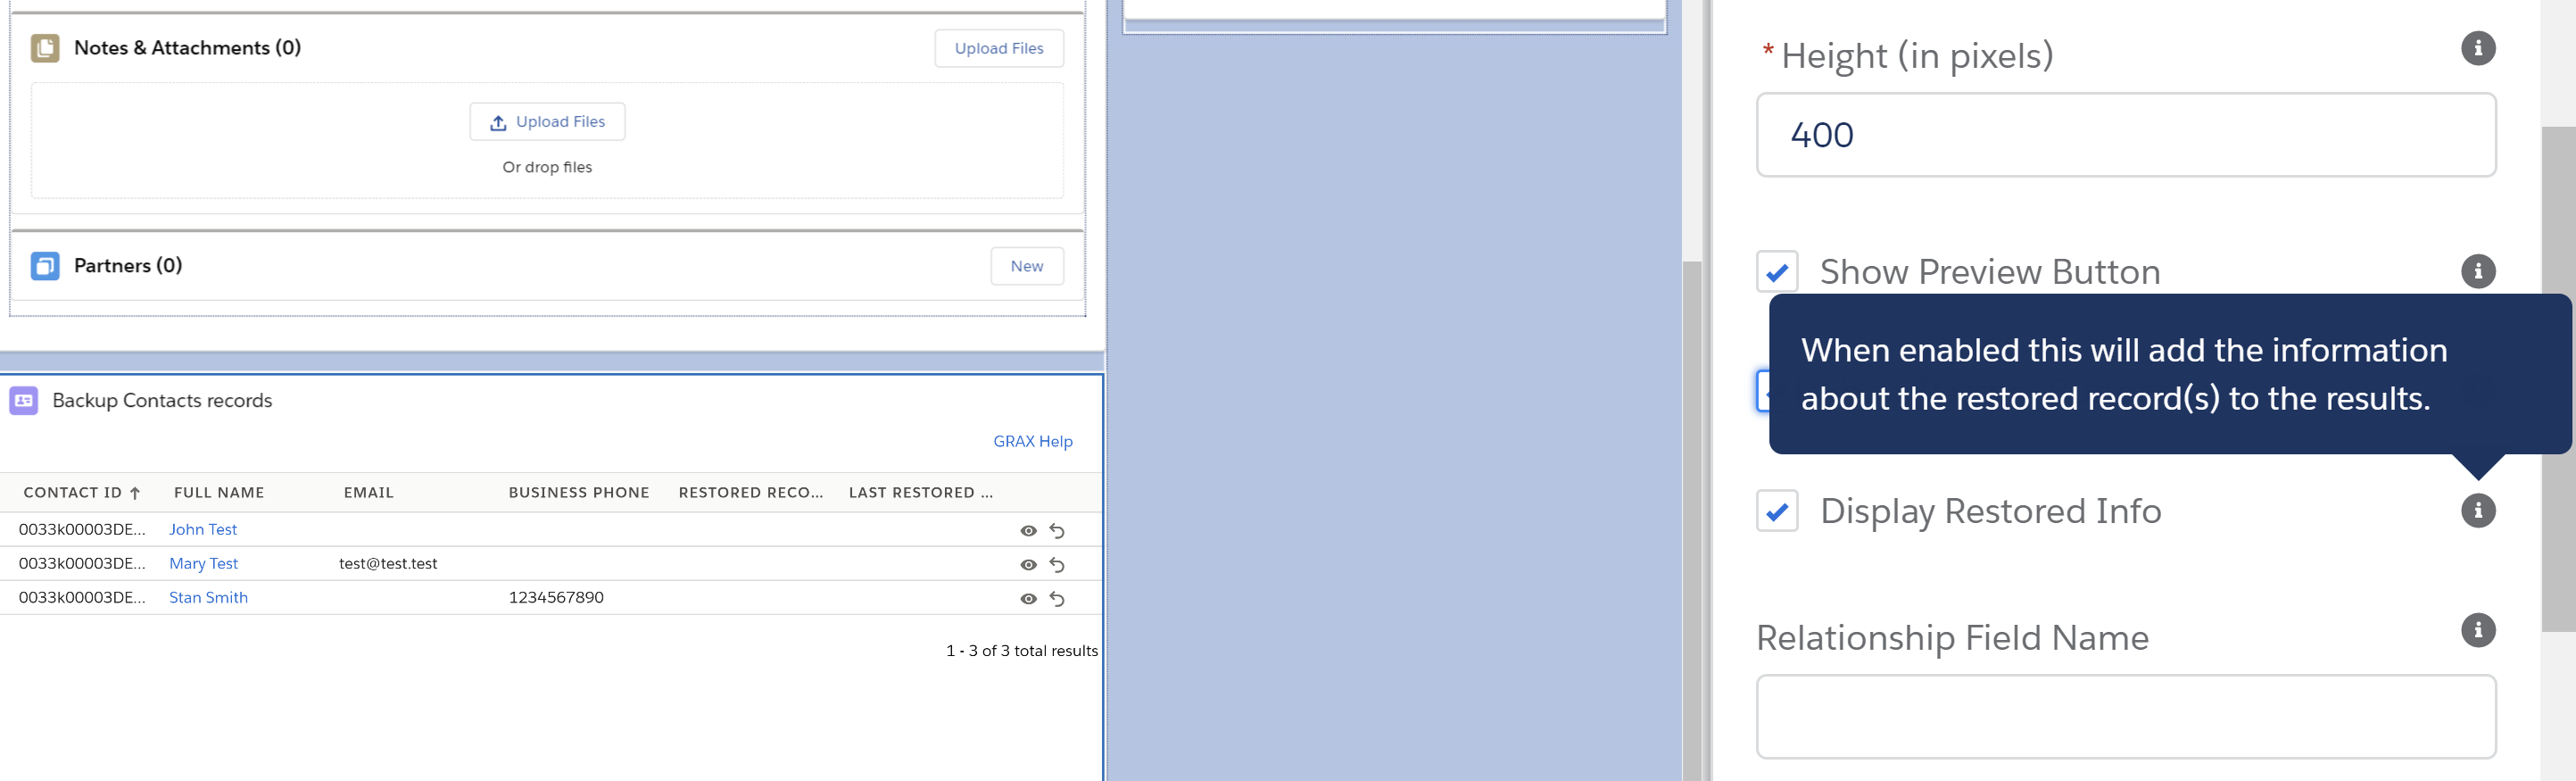 Notes & Attachments (0)
Upload Files
Upload Files
Or drop files
Partners (0)
New
Backup Contacts records
GRAX Help
CONTACT ID FULL NAME EMAIL BUSINESS PHONE RESTORED RECO... LAST RESTORED ...
0033k00003DE... John Test
0033k00003DE... Mary Test test@test.test
0033k00003DE... Stan Smith 1234567890
1 - 3 of 3 total results
* Height (in pixels)
400
Show Preview Button
When enabled this will add the information
about the restored record(s) to the results.
Display Restored Info
Relationship Field Name